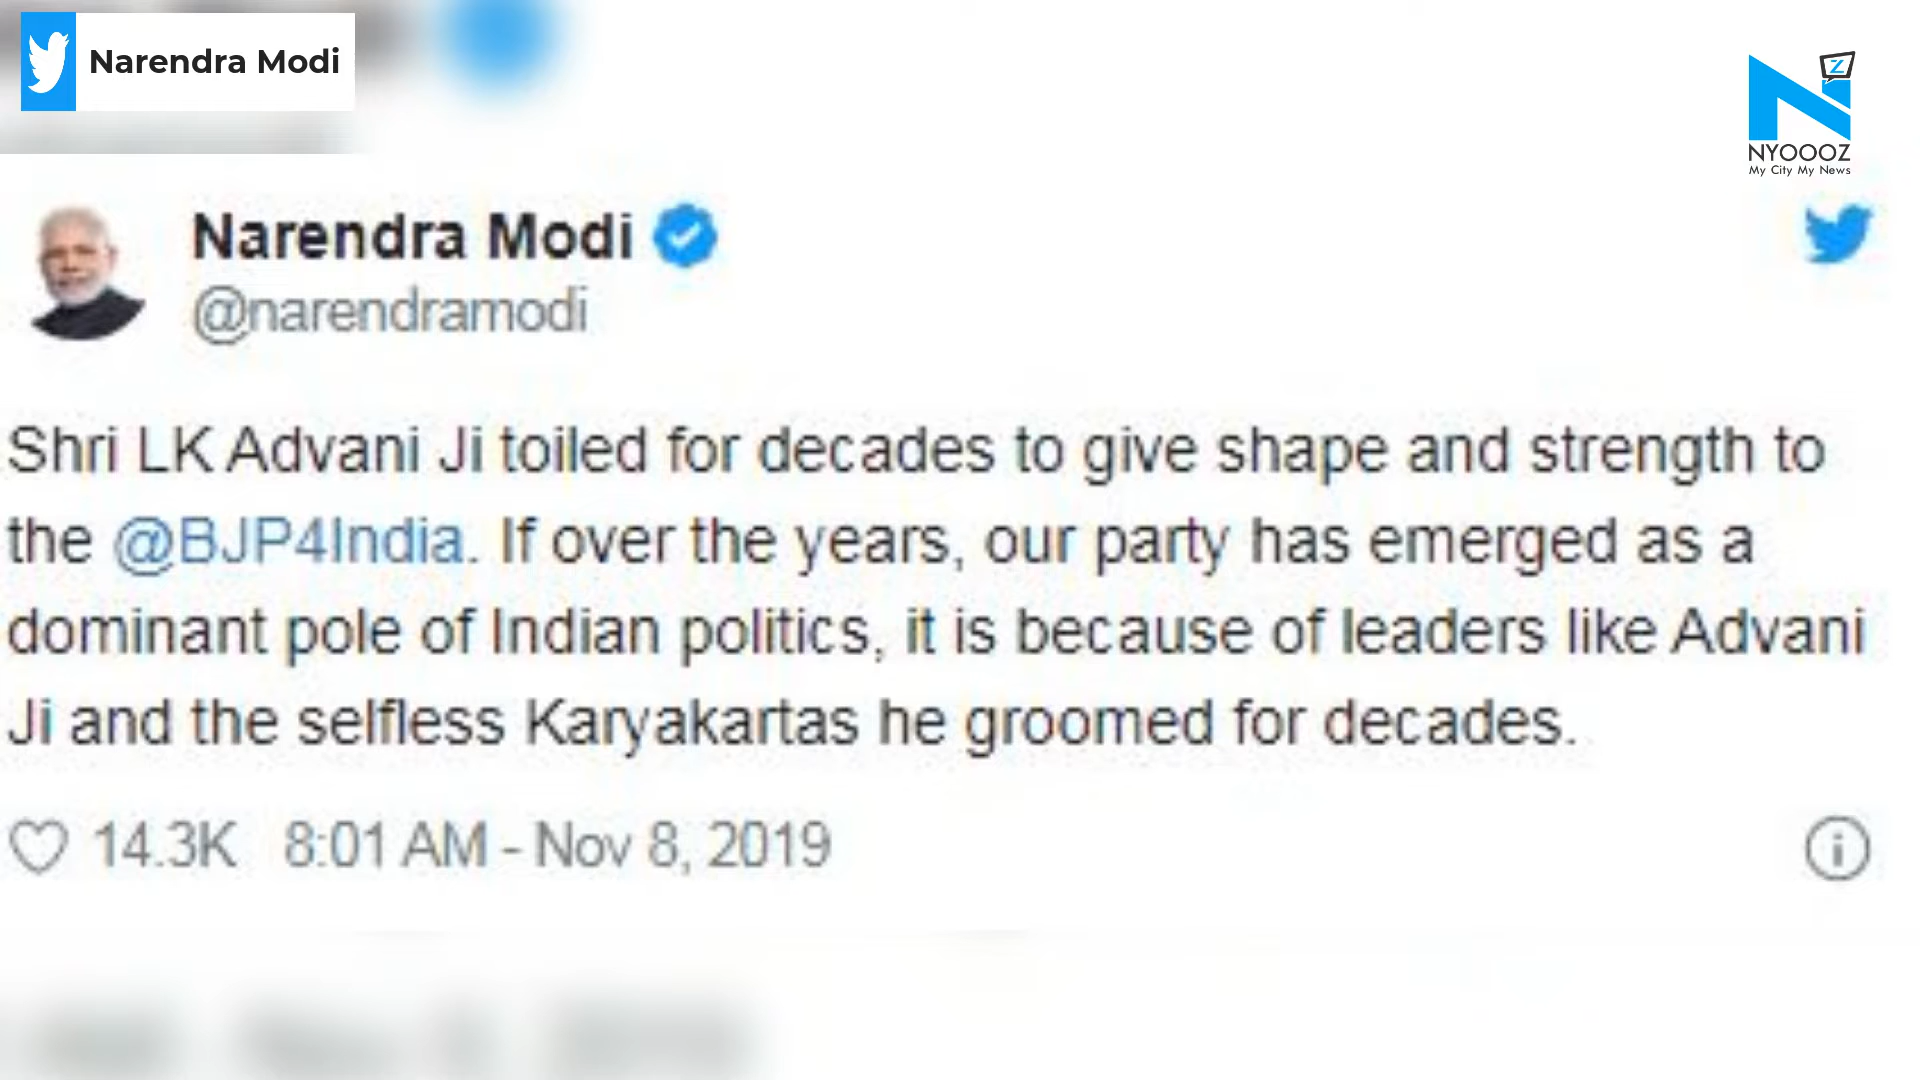 Narendra Modi
Z
NYOOOZ
My City My News
Narendra Modi
@narendramodi
Shri LK Advani Ji toiled for decades to give shape and strength to
the @BJP4India. If over the years, our party has emerged as a
dominant pole of Indian politics, it is because of leaders like Advani
Ji and the selfless Karyakartas he groomed for decades.
14.3K 8:01 AM - Nov 8, 2019